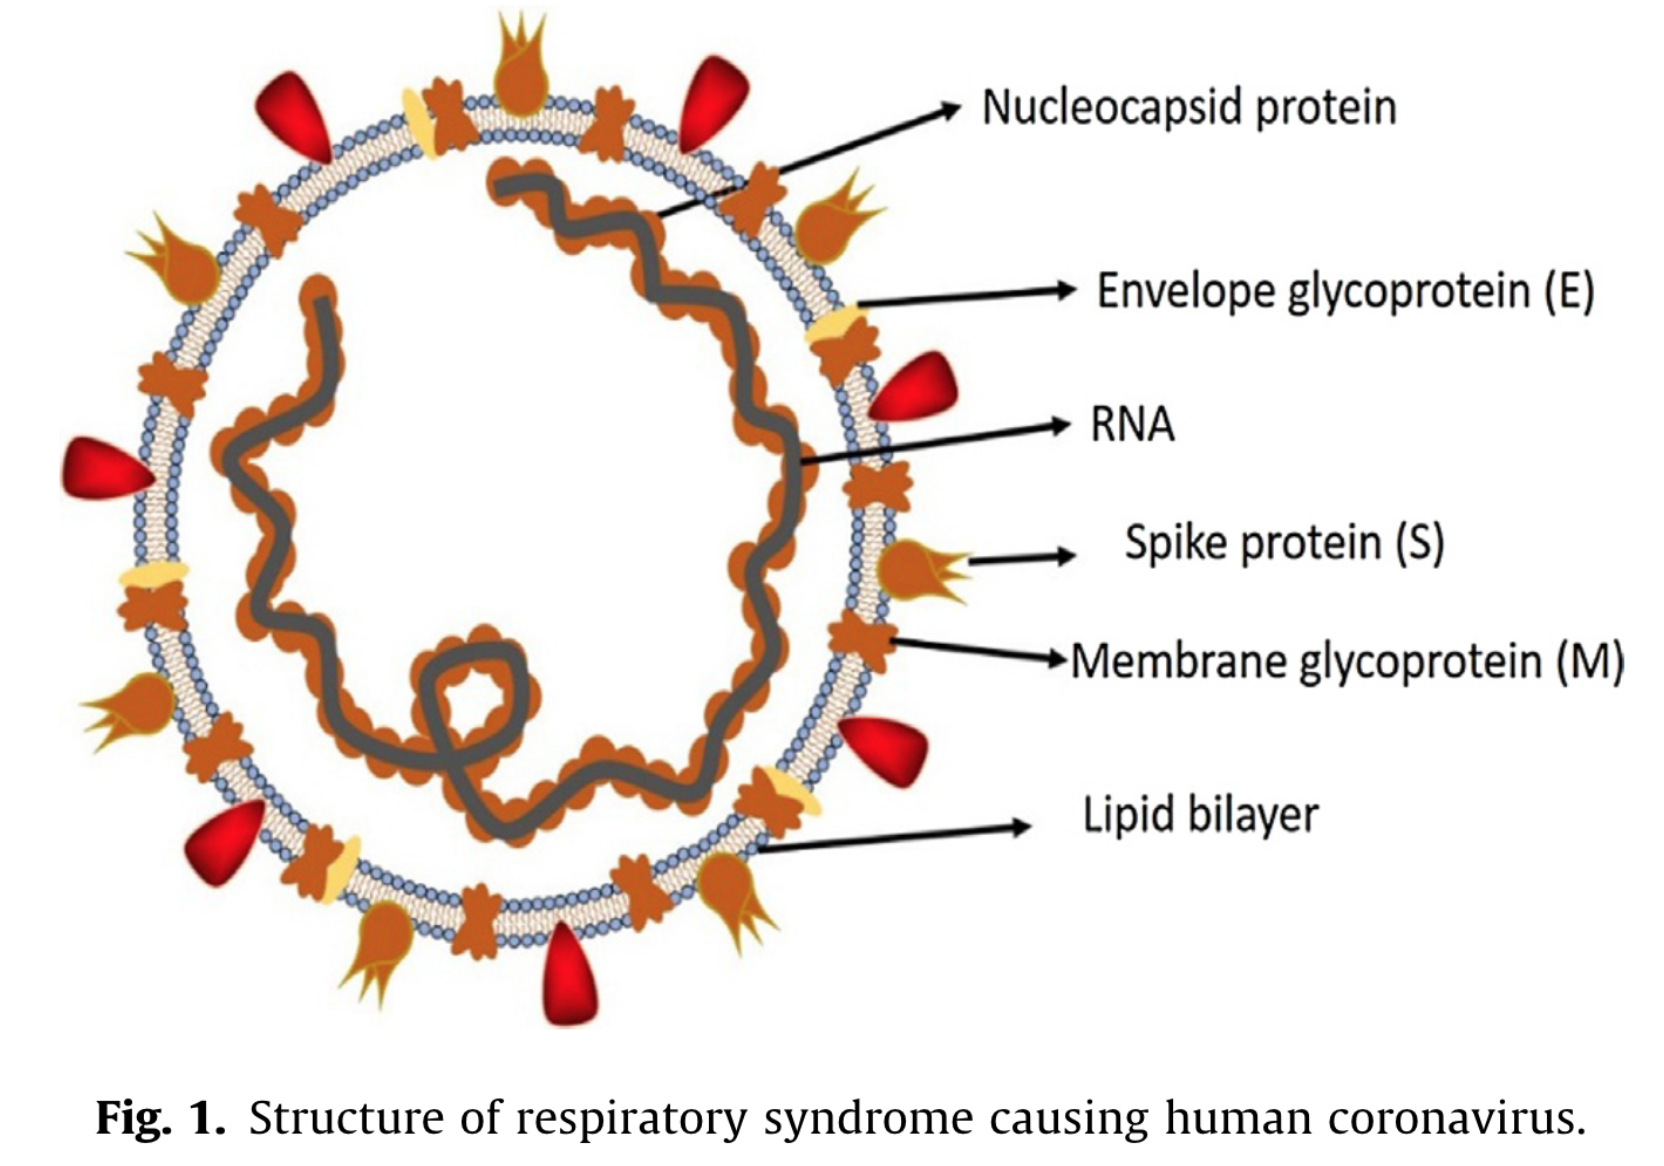 Nucleocapsid protein
Envelope glycoprotein (E)
RNA
Spike protein (S)
Membrane glycoprotein (M)
Lipid bilayer
Fig. 1. Structure of respiratory syndrome causing human coronavirus.